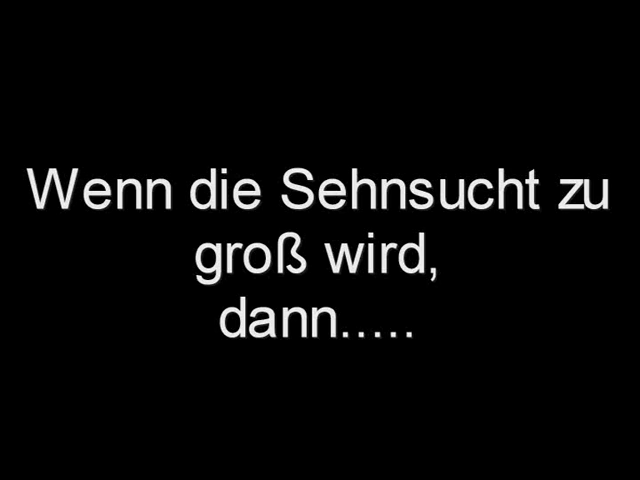 Wenn die Sehnsucht zu
groß wird,
dann.....